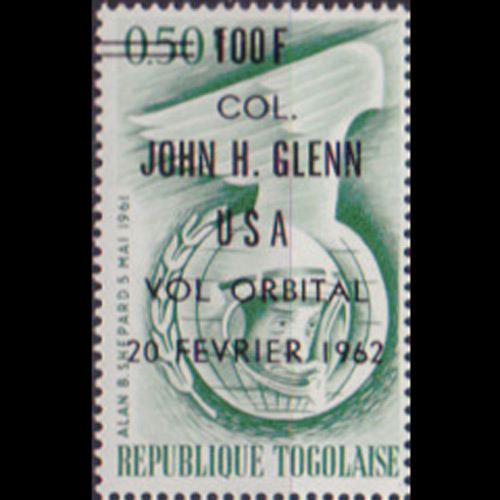 0.50 100F
COL.
JOHN H. GLENN
USA
VOL ORBITAL
20 FEVRIER 1962
ALAN B. SHEPARD 5 MAI 1961
REPUBLIQUE TOGOLAISE